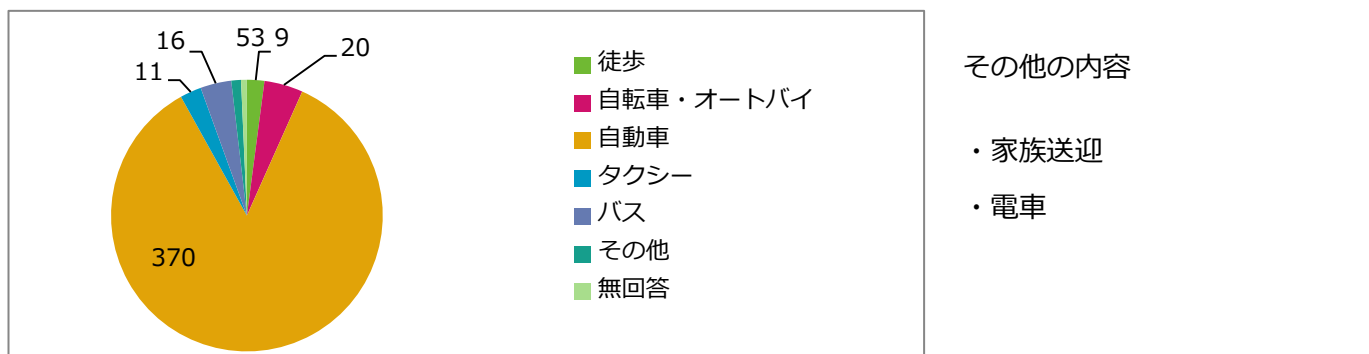 16
53 9
20
11
370
徒歩
自転車・オートバイ
自動車
タクシー
バス
その他
無回答
その他の内容
・家族送迎
・電車